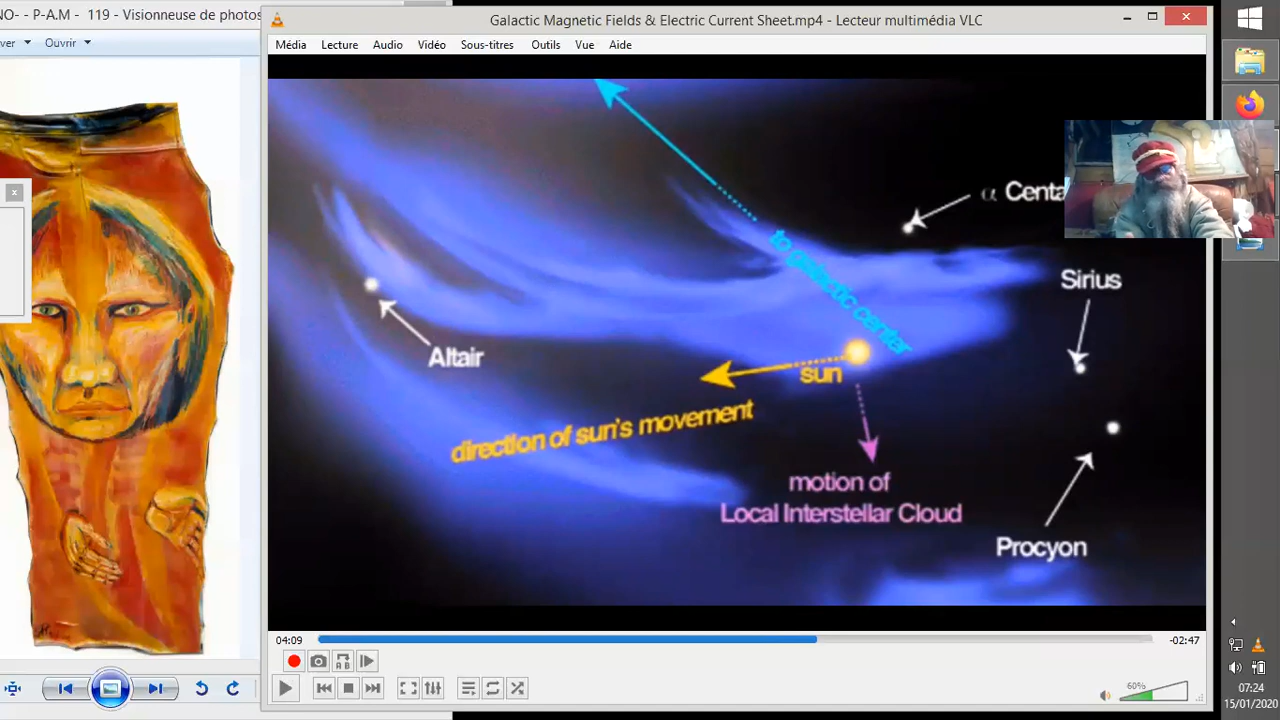 NO- - P-A.M - 119 - Visionneuse de photos
Ouvrir
Galactic Magnetic Fields & Electric Current Sheet.mp4 - Lecteur multimédia VLC
Média Lecture Audio Vidéo Sous-titres Outils Vue Aide
to galactic center
α Centa
Sirius
Altair
sun
direction of sun's movement
motion of
Local Interstellar Cloud
Procyon
04:09
-02:47
60%
07:24
15/01/2020